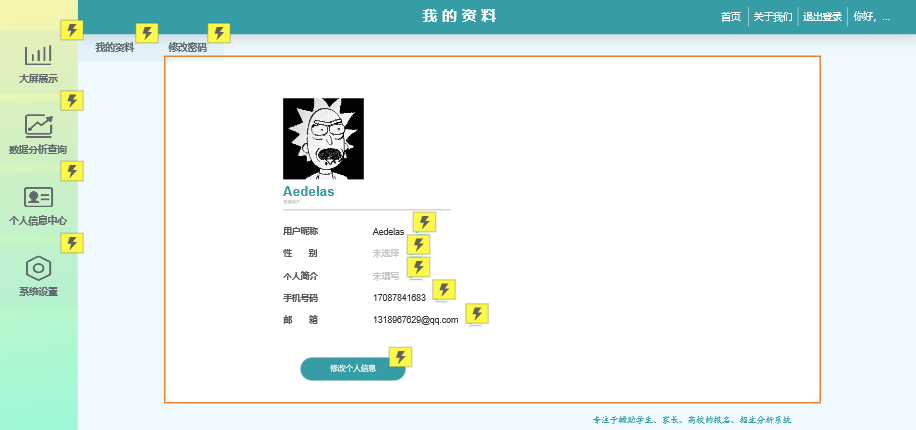 我的资料
首页 关于我们 退出登录 你好，...
我的资料 修改密码
大屏展示
数据分析查询
个人信息中心
系统设置
Aedelas
用户昵称 Aedelas
性 别 未选择
个人简介 未填写
手机号码 17087841683
邮 箱 1318967629@qq.com
修改个人信息
专注于辅助学生、家长、高校的报名、招生分析系统